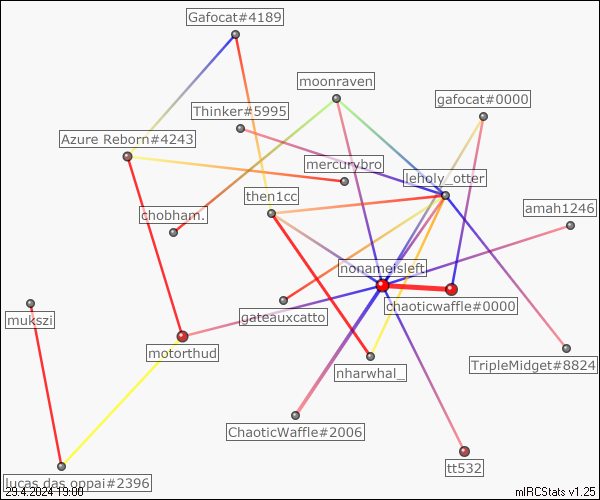 Gafocat#4189
moonraven
gafocat#0000
Thinker#5995
Azure Reborn#4243
mercurybro
leholy_otter
then1cc
amah1246
chobham.
nonameisleft
chaoticwaffle#0000
mukszi
gateauxcatto
motorthud
TripleMidget#8824
nharwhal_
ChaoticWaffle#2006
tt532
lucas das oppai#2396
29.4.2024 19:00
mIRCStats v1.25